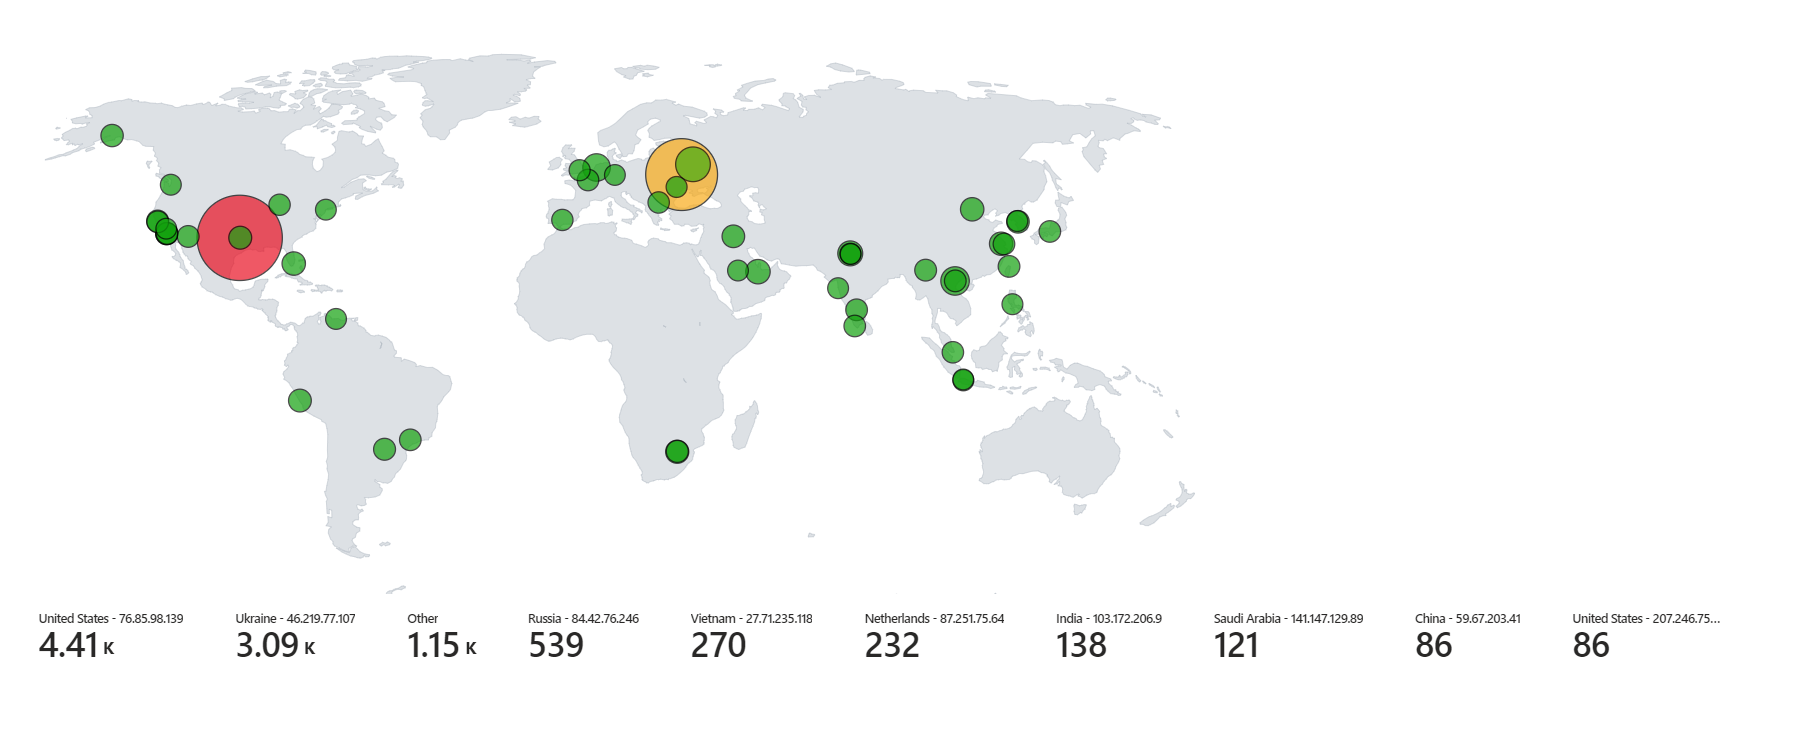 United States - 76.85.98.139
4.41 K
Ukraine - 46.219.77.107
3.09 K
Other
1.15 K
Russia - 84.42.76.246
539
Vietnam - 27.71.235.118
270
Netherlands - 87.251.75.64
232
India - 103.172.206.9
138
Saudi Arabia - 141.147.129.89
121
China - 59.67.203.41
86
United States - 207.246.75...
86